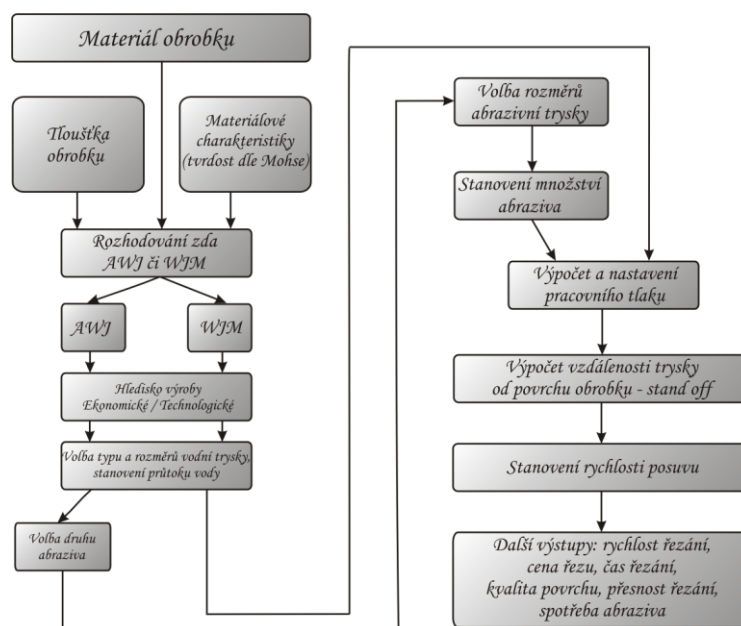 Materiál obrobku
Tloušťka
obrobku
Materiálové
charakteristiky
(tvrdost dle Mohse)
Rozhodování zda
AWJ či WJM
AWJ
WJM
Hledisko výroby
Ekonomické / Technologické
Volba typu a rozměrů vodní trysky,
stanovení průtoku vody
Volba druhu
abraziva
Volba rozměrů
abrazivní trysky
Stanovení množství
abraziva
Výpočet a nastavení
pracovního tlaku
Výpočet vzdálenosti trysky
od povrchu obrobku - stand off
Stanovení rychlosti posuvu
Další výstupy: rychlost řezání,
cena řezu, čas řezání,
kvalita povrchu, přesnost řezání,
spotřeba abraziva